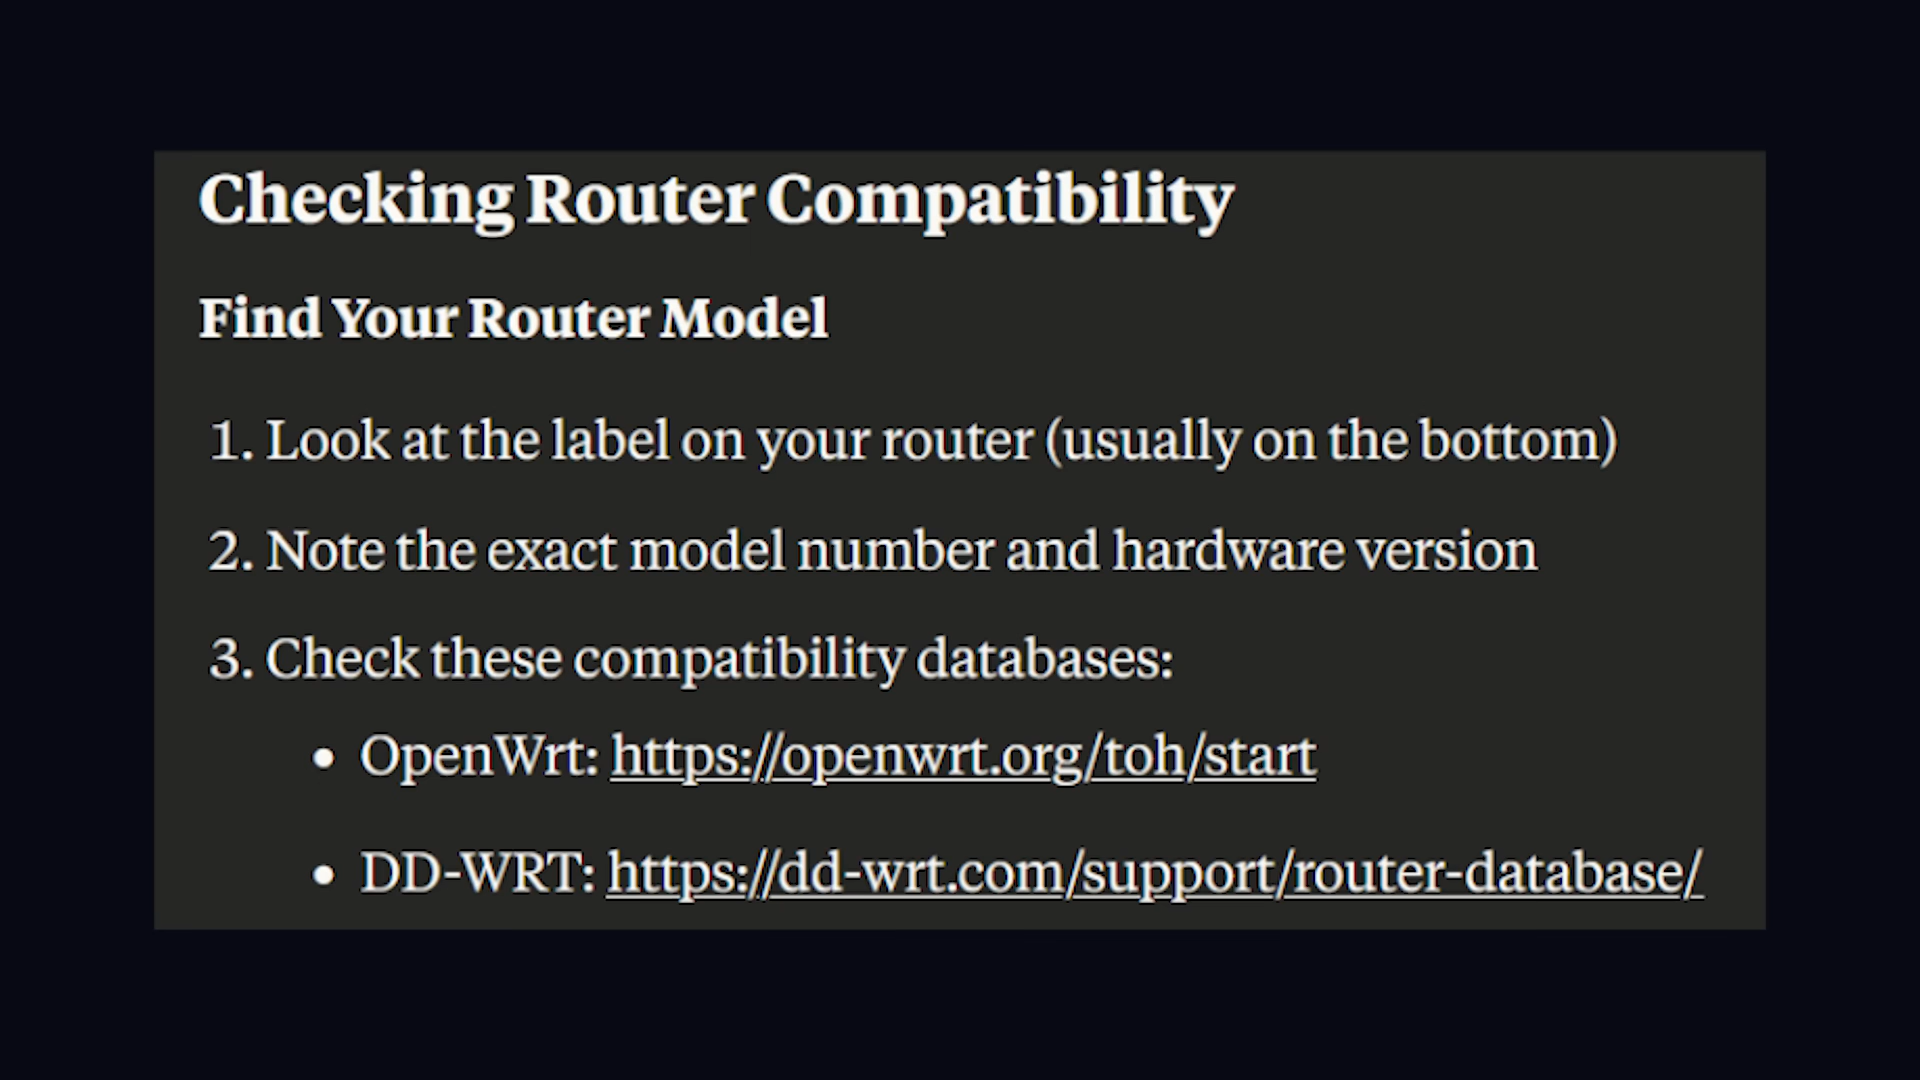 Checking Router Compatibility
Find Your Router Model
1. Look at the label on your router (usually on the bottom)
2. Note the exact model number and hardware version
3. Check these compatibility databases:
• OpenWrt: https://openwrt.org/toh/start
• DD-WRT: https://dd-wrt.com/support/router-database/